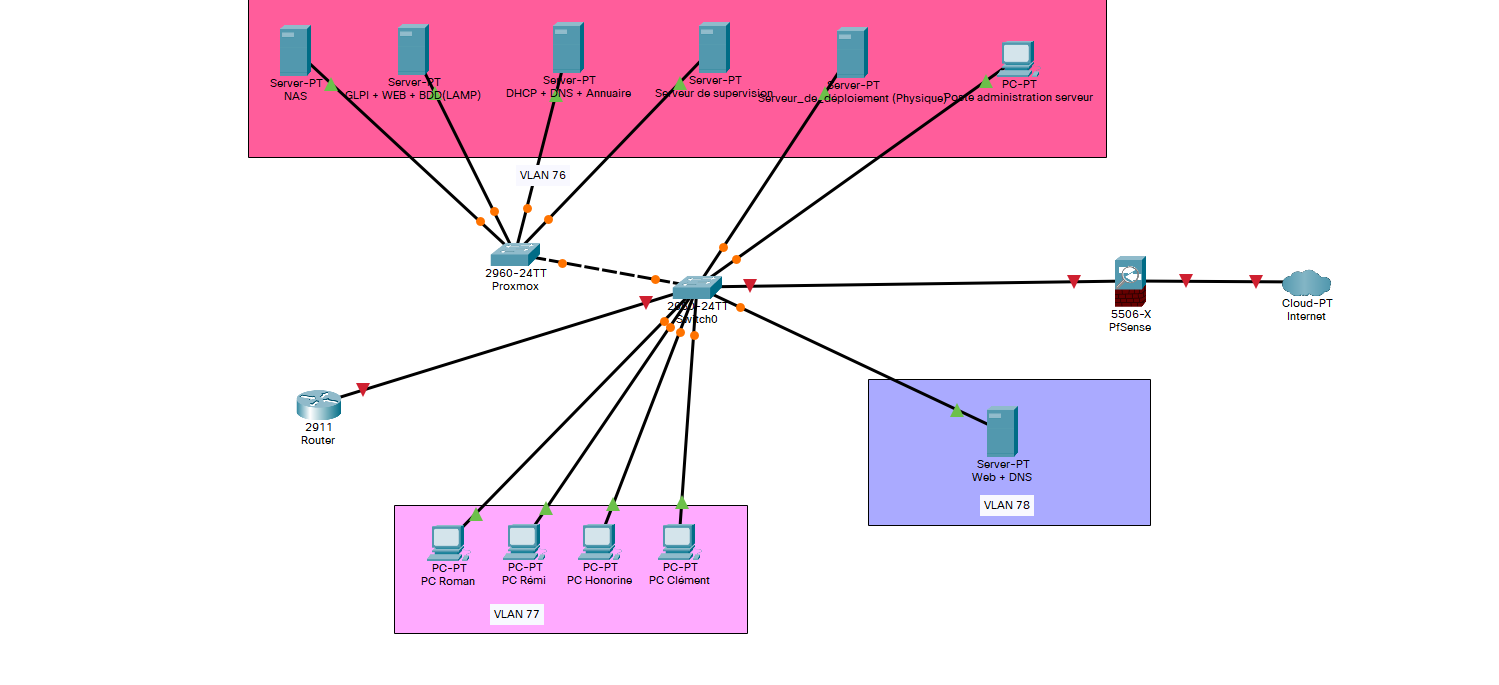 Server-PT
NAS
Server-PT
GLPI + WEB + BDD(LAMP)
Server-PT
DHCP + DNS + Annuaire
Server-PT
Serveur de supervision
Server-PT
Serveur_de_déploiement (Physique)
PC-PT
Poste administration serveur
VLAN 76
2960-24TT
Proxmox
2960-24TT
Switch0
5506-X
PfSense
Cloud-PT
Internet
2911
Router
Server-PT
Web + DNS
VLAN 78
PC-PT
PC Roman
PC-PT
PC Rémi
PC-PT
PC Honorine
PC-PT
PC Clément
VLAN 77